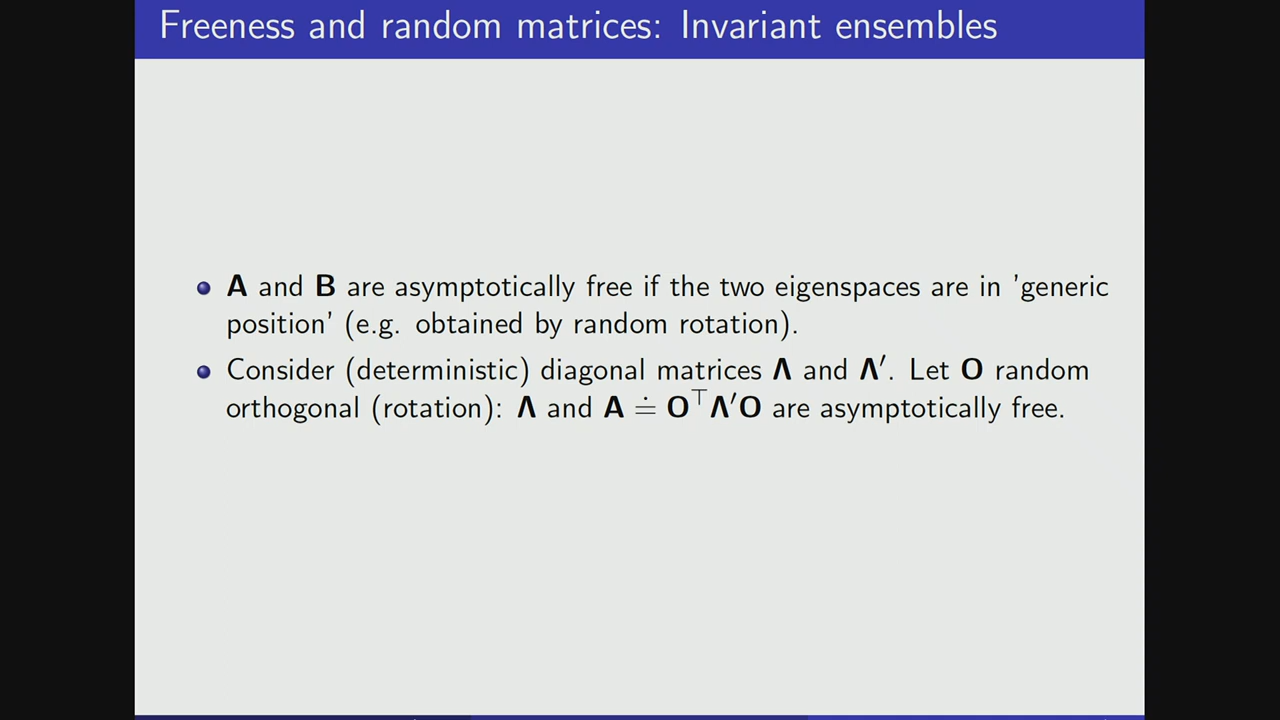 Freeness and random matrices: Invariant ensembles
A and B are asymptotically free if the two eigenspaces are in 'generic
position' (e.g. obtained by random rotation).
Consider (deterministic) diagonal matrices Λ and Λ′. Let O random
orthogonal (rotation): Λ and A ≐ O⊤Λ′O are asymptotically free.